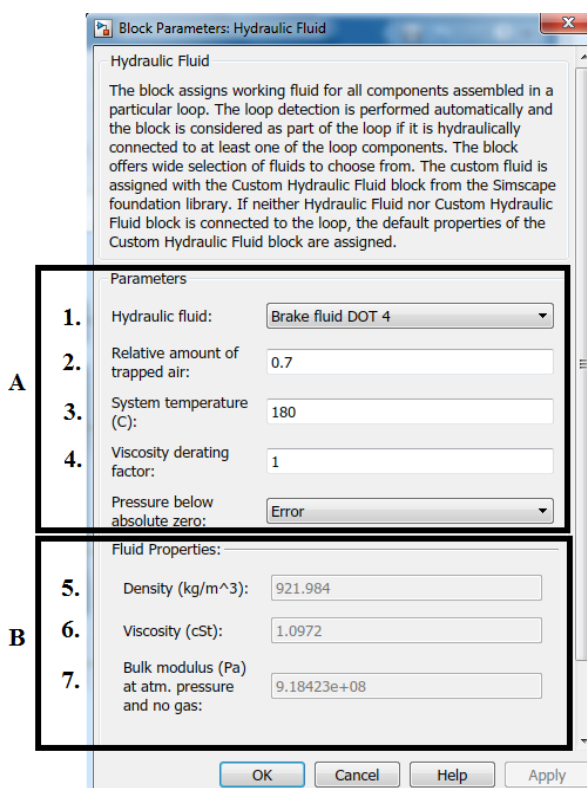 Block Parameters: Hydraulic Fluid
x
Hydraulic Fluid
The block assigns working fluid for all components assembled in a
particular loop. The loop detection is performed automatically and
the block is considered as part of the loop if it is hydraulically
connected to at least one of the loop components. The block
offers wide selection of fluids to choose from. The custom fluid is
assigned with the Custom Hydraulic Fluid block from the Simscape
foundation library. If neither Hydraulic Fluid nor Custom Hydraulic
Fluid block is connected to the loop, the default properties of the
Custom Hydraulic Fluid block are assigned.
A
Parameters
1. Hydraulic fluid: Brake fluid DOT 4
2. Relative amount of
trapped air: 0.7
3. System temperature
(C): 180
4. Viscosity derating
factor: 1
Pressure below
absolute zero: Error
B
Fluid Properties:
5. Density (kg/m^3): 921.984
6. Viscosity (cSt): 1.0972
7. Bulk modulus (Pa)
at atm. pressure
and no gas: 9.18423e+08
OK Cancel Help Apply